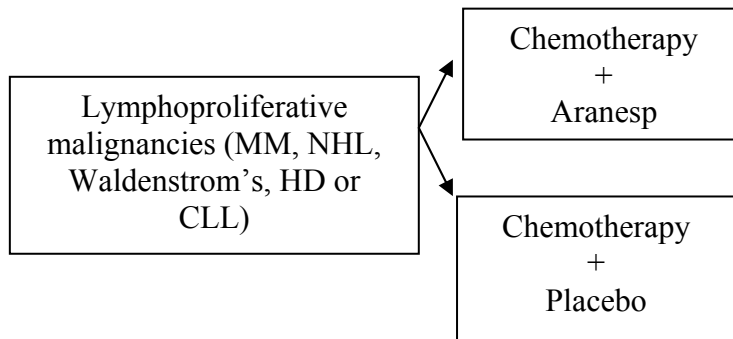 Lymphoproliferative
malignancies (MM, NHL,
Waldenstrom’s, HD or
CLL)
Chemotherapy
+
Aranesp
Chemotherapy
+
Placebo